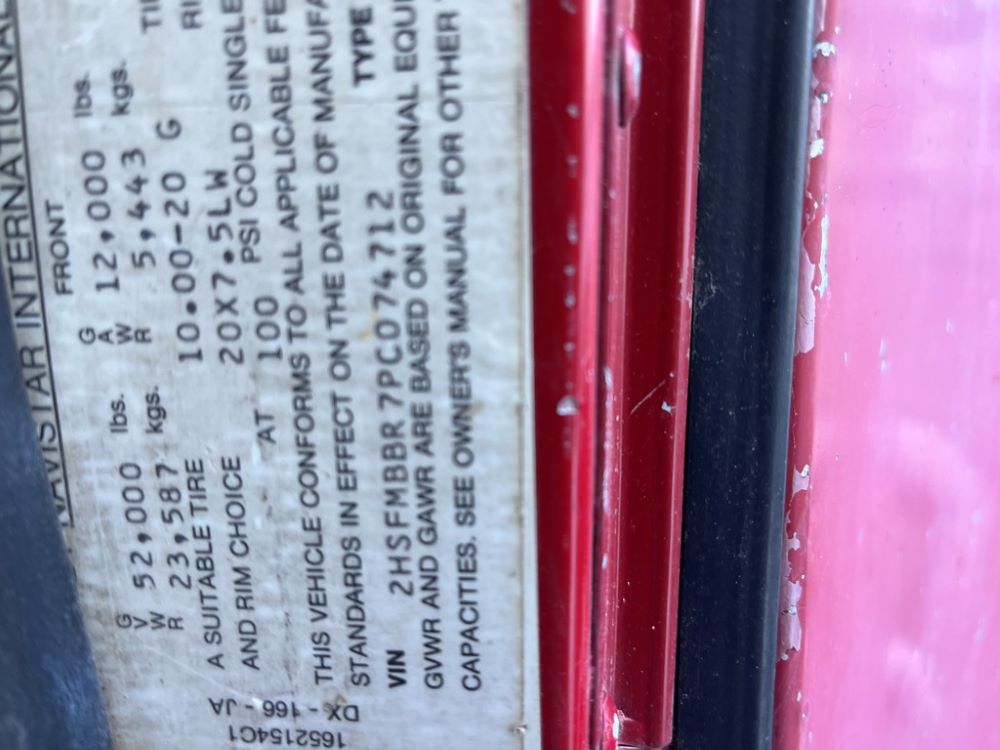 NAVISTAR INTERNATIONAL
FRONT
GVWR 52,000 lbs. GAWR 12,000 lbs.
23,587 kgs. 5,443 kgs.
A SUITABLE TIRE 10.00-20 G
AND RIM CHOICE 20X7.5LW
AT 100 PSI COLD SINGLE
THIS VEHICLE CONFORMS TO ALL APPLICABLE
STANDARDS IN EFFECT ON THE DATE OF
VIN 2HSFMBBR7PC074712 TYPE
GVWR AND GAWR ARE BASED ON ORIGINAL
CAPACITIES. SEE OWNER'S MANUAL FOR OTHER
DX - 166 - JA
1652154C1